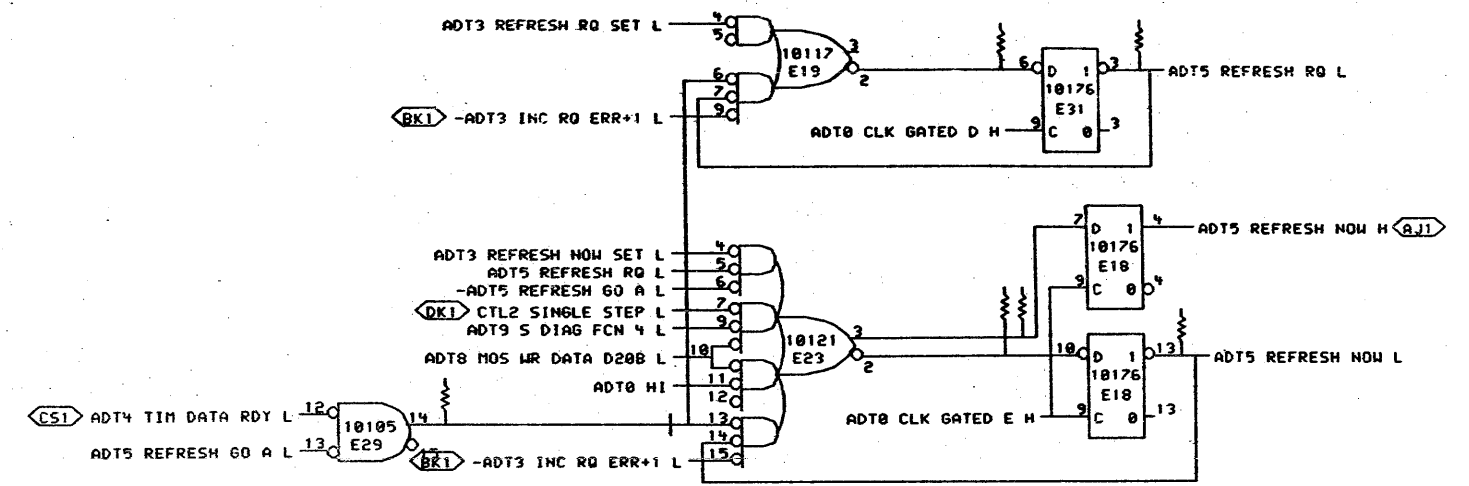 ADT3 REFRESH RQ SET L
4
5
10117
E19
3
2
6
7
9
BK1 -ADT3 INC RQ ERR+1 L
6 D 1 3
10176
E31
9 C 0 3
ADT5 REFRESH RQ L
ADT0 CLK GATED D H
7 D 1 4
10176
E18
9 C 0 4
ADT5 REFRESH NOW H AJ1
ADT3 REFRESH NOW SET L 4
ADT5 REFRESH RQ L 5
-ADT5 REFRESH GO A L 6
DK1 CTL2 SINGLE STEP L 7
ADT9 S DIAG FCN 4 L 9
ADT8 MOS WR DATA D20B L 10
ADT0 HI 11
12
13
14
10121
E23
3
2
10 D 1 13
10176
E18
9 C 0 13
ADT5 REFRESH NOW L
ADT0 CLK GATED E H
CS1 ADT4 TIM DATA RDY L 12
ADT5 REFRESH GO A L 13
10105
E29
14
BK1 -ADT3 INC RQ ERR+1 L 15